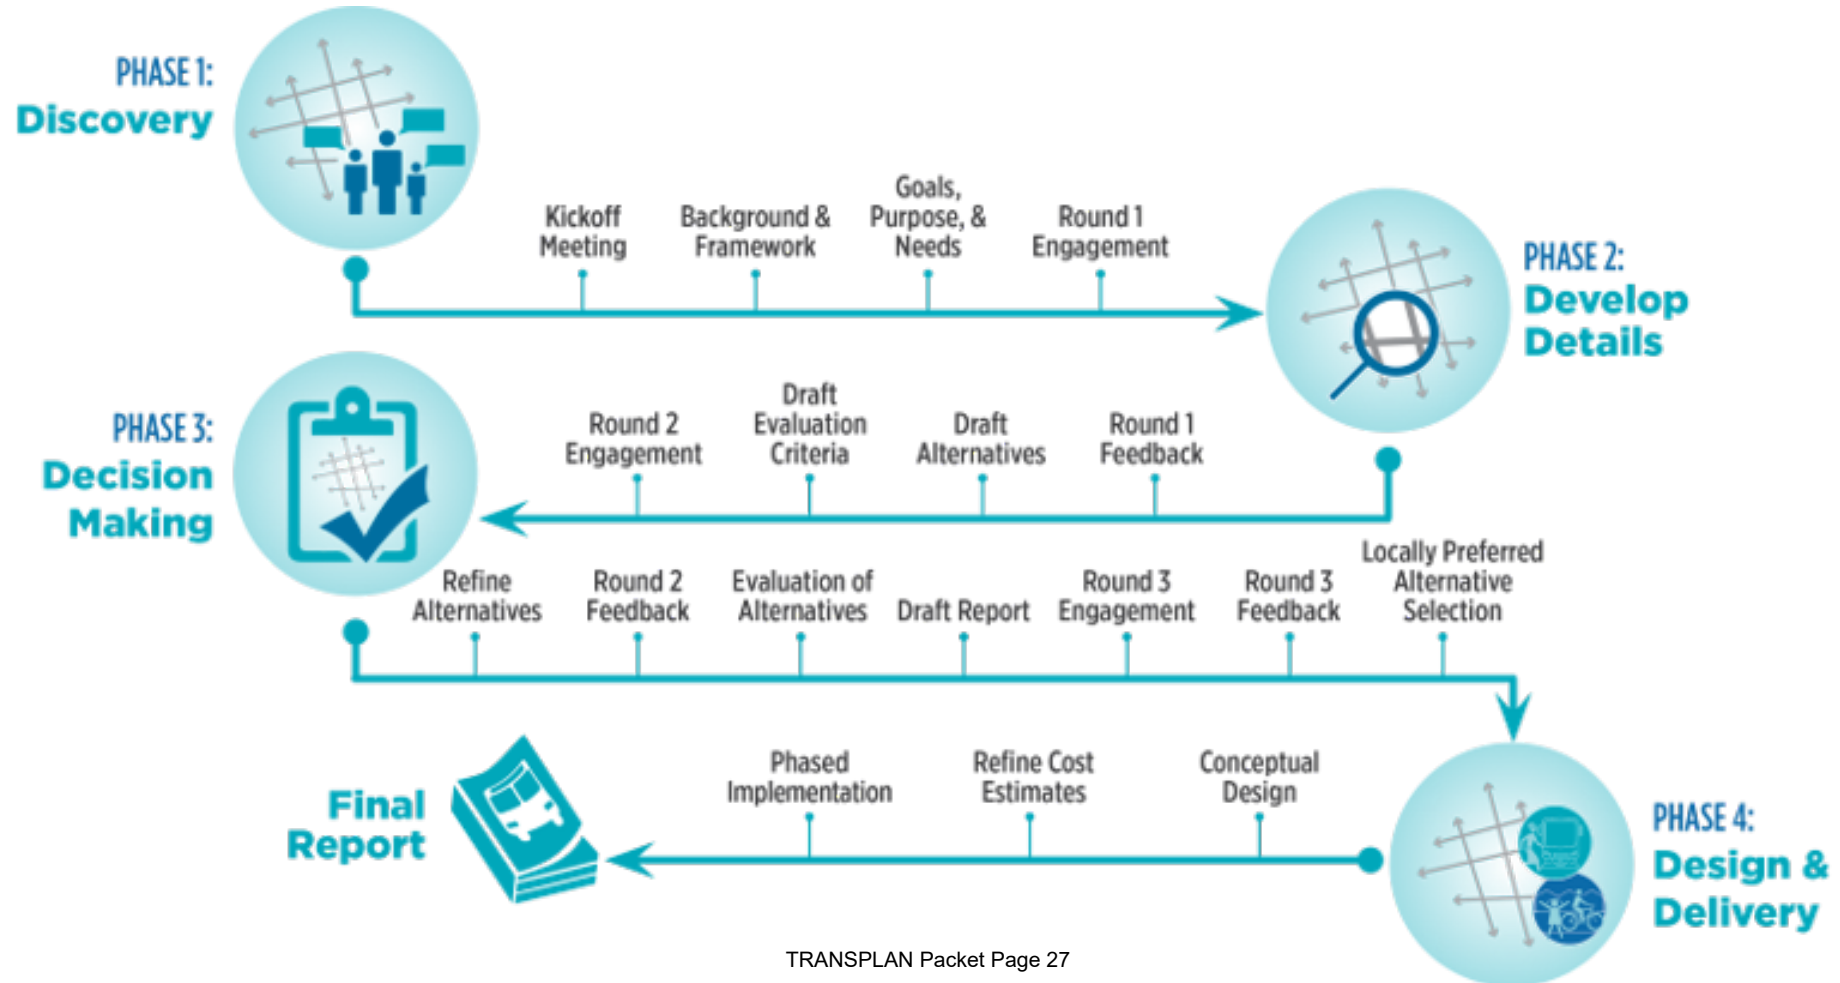 PHASE 1:
Discovery
Kickoff
Meeting
Background &
Framework
Goals,
Purpose, &
Needs
Round 1
Engagement
PHASE 2:
Develop
Details
Round 1
Feedback
Draft
Alternatives
Draft
Evaluation
Criteria
Round 2
Engagement
PHASE 3:
Decision
Making
Refine
Alternatives
Round 2
Feedback
Evaluation of
Alternatives
Draft Report
Round 3
Engagement
Round 3
Feedback
Locally Preferred
Alternative
Selection
PHASE 4:
Design &
Delivery
Conceptual
Design
Refine Cost
Estimates
Phased
Implementation
Final
Report
TRANSPLAN Packet Page 27